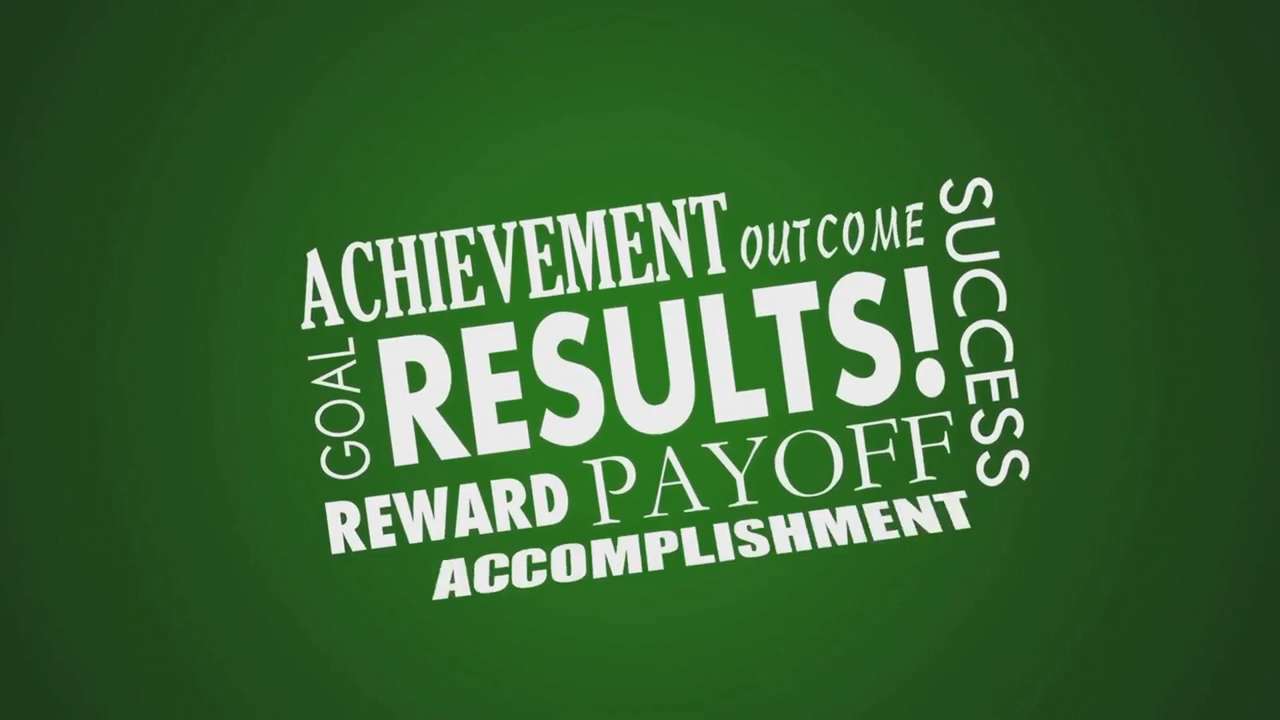 ACHIEVEMENT OUTCOME
SUCCESS
GOAL
RESULTS!
REWARD PAYOFF
ACCOMPLISHMENT